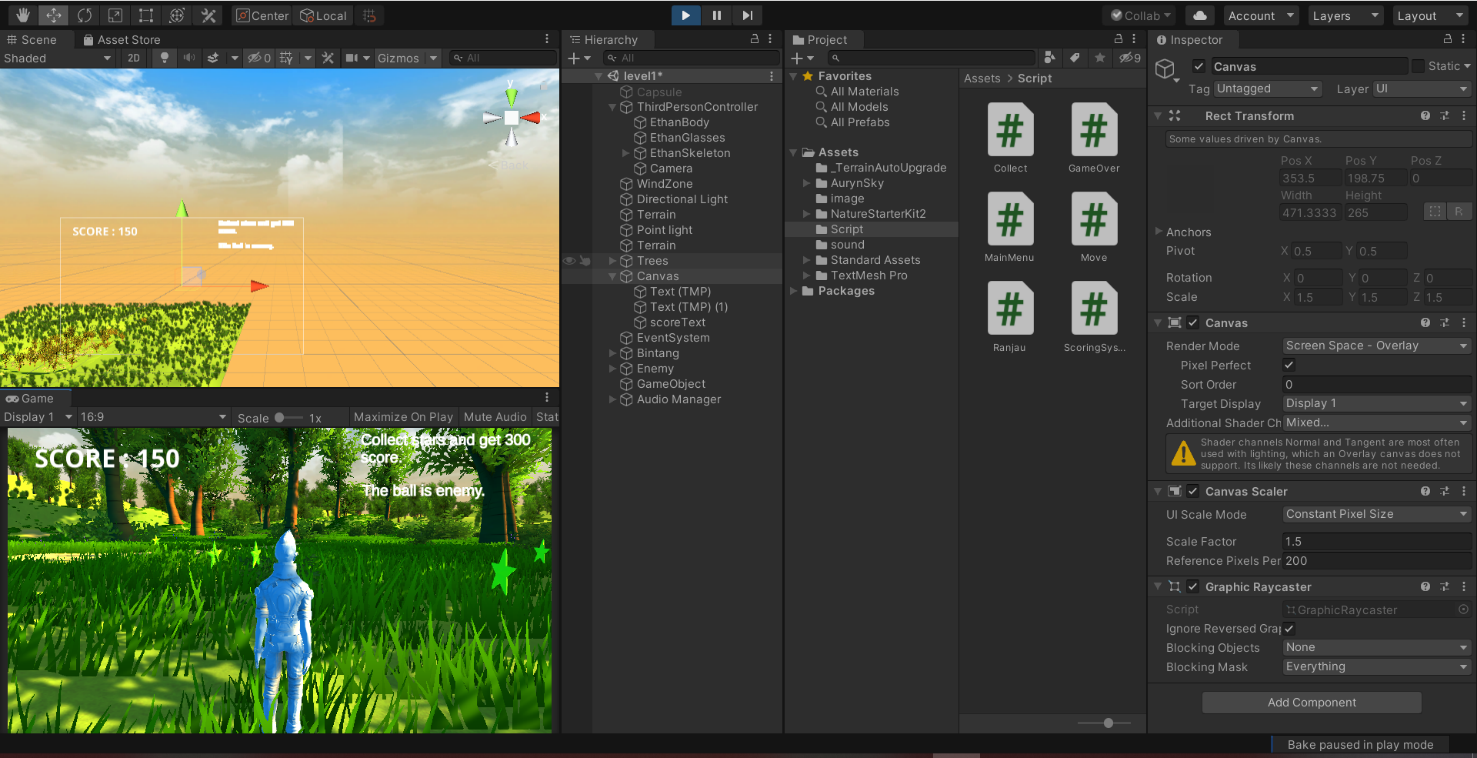 Center
Local
Collab
Account
Layers
Layout
Scene
Asset Store
Shaded
2D
0
Gizmos
All
y
x
SCORE : 150
Collect stars and get 300
score.
The ball is enemy.
Game
Display 1
16:9
Scale
1x
Maximize On Play
Mute Audio
Stat
SCORE : 150
Collect stars and get 300
score.
The ball is enemy.
Hierarchy
All
level1*
Capsule
ThirdPersonController
EthanBody
EthanGlasses
EthanSkeleton
Camera
WindZone
Directional Light
Terrain
Point light
Terrain
Trees
Canvas
Text (TMP)
Text (TMP) (1)
scoreText
EventSystem
Bintang
Enemy
GameObject
Audio Manager
Project
9
Favorites
All Materials
All Models
All Prefabs
Assets
_TerrainAutoUpgrade
AurynSky
image
NatureStarterKit2
Script
sound
Standard Assets
TextMesh Pro
Packages
Assets > Script
# #
Collect GameOver
# #
MainMenu Move
# #
Ranjau ScoringSys...
Inspector
Canvas Static
Tag Untagged Layer UI
Rect Transform
Some values driven by Canvas.
Pos X Pos Y Pos Z
353.5 198.75 0
Width Height
471.3333 265 R
Anchors
Pivot X 0.5 Y 0.5
Rotation X 0 Y 0 Z 0
Scale X 1.5 Y 1.5 Z 1.5
Canvas
Render Mode Screen Space - Overlay
Pixel Perfect
Sort Order 0
Target Display Display 1
Additional Shader Ch Mixed...
Shader channels Normal and Tangent are most often
used with lighting, which an Overlay canvas does not
support. Its likely these channels are not needed.
Canvas Scaler
UI Scale Mode Constant Pixel Size
Scale Factor 1.5
Reference Pixels Per 200
Graphic Raycaster
Script GraphicRaycaster
Ignore Reversed Grap
Blocking Objects None
Blocking Mask Everything
Add Component
Bake paused in play mode